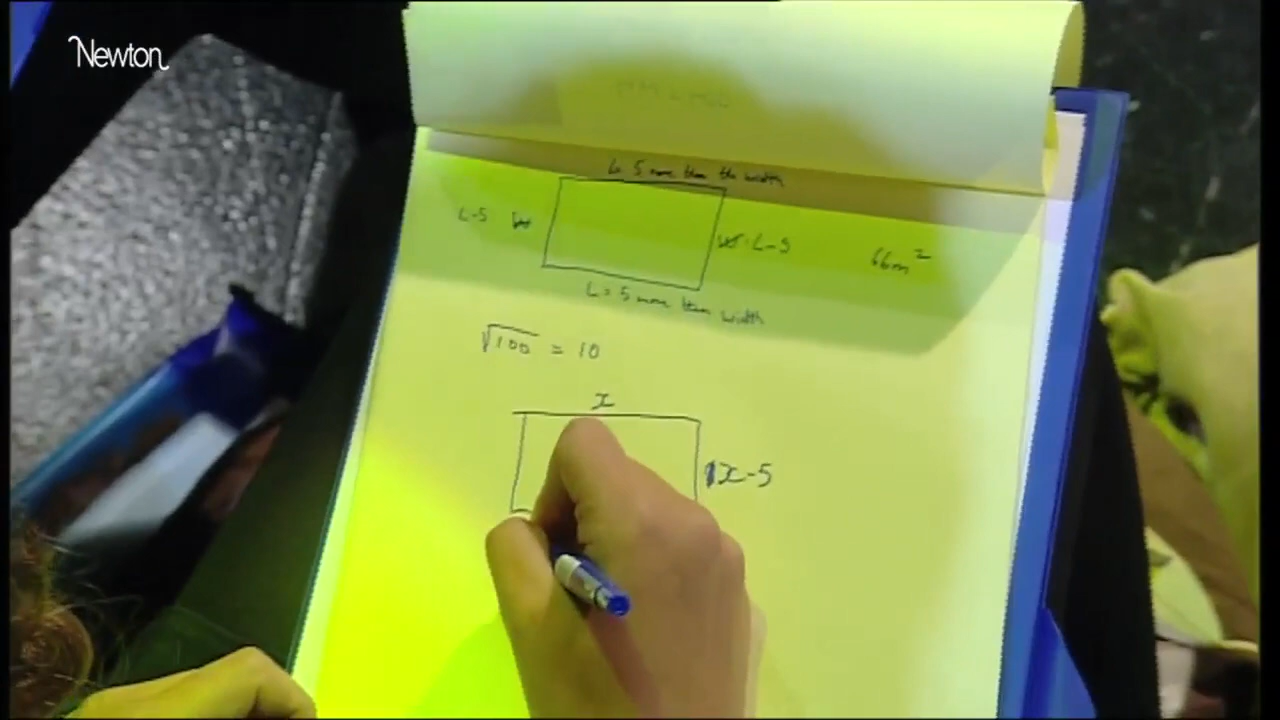 Newton
L= 5 more than the width
L-5 W
W: L-5
66m²
L = 5 more than width
√100 = 10
x
x-5